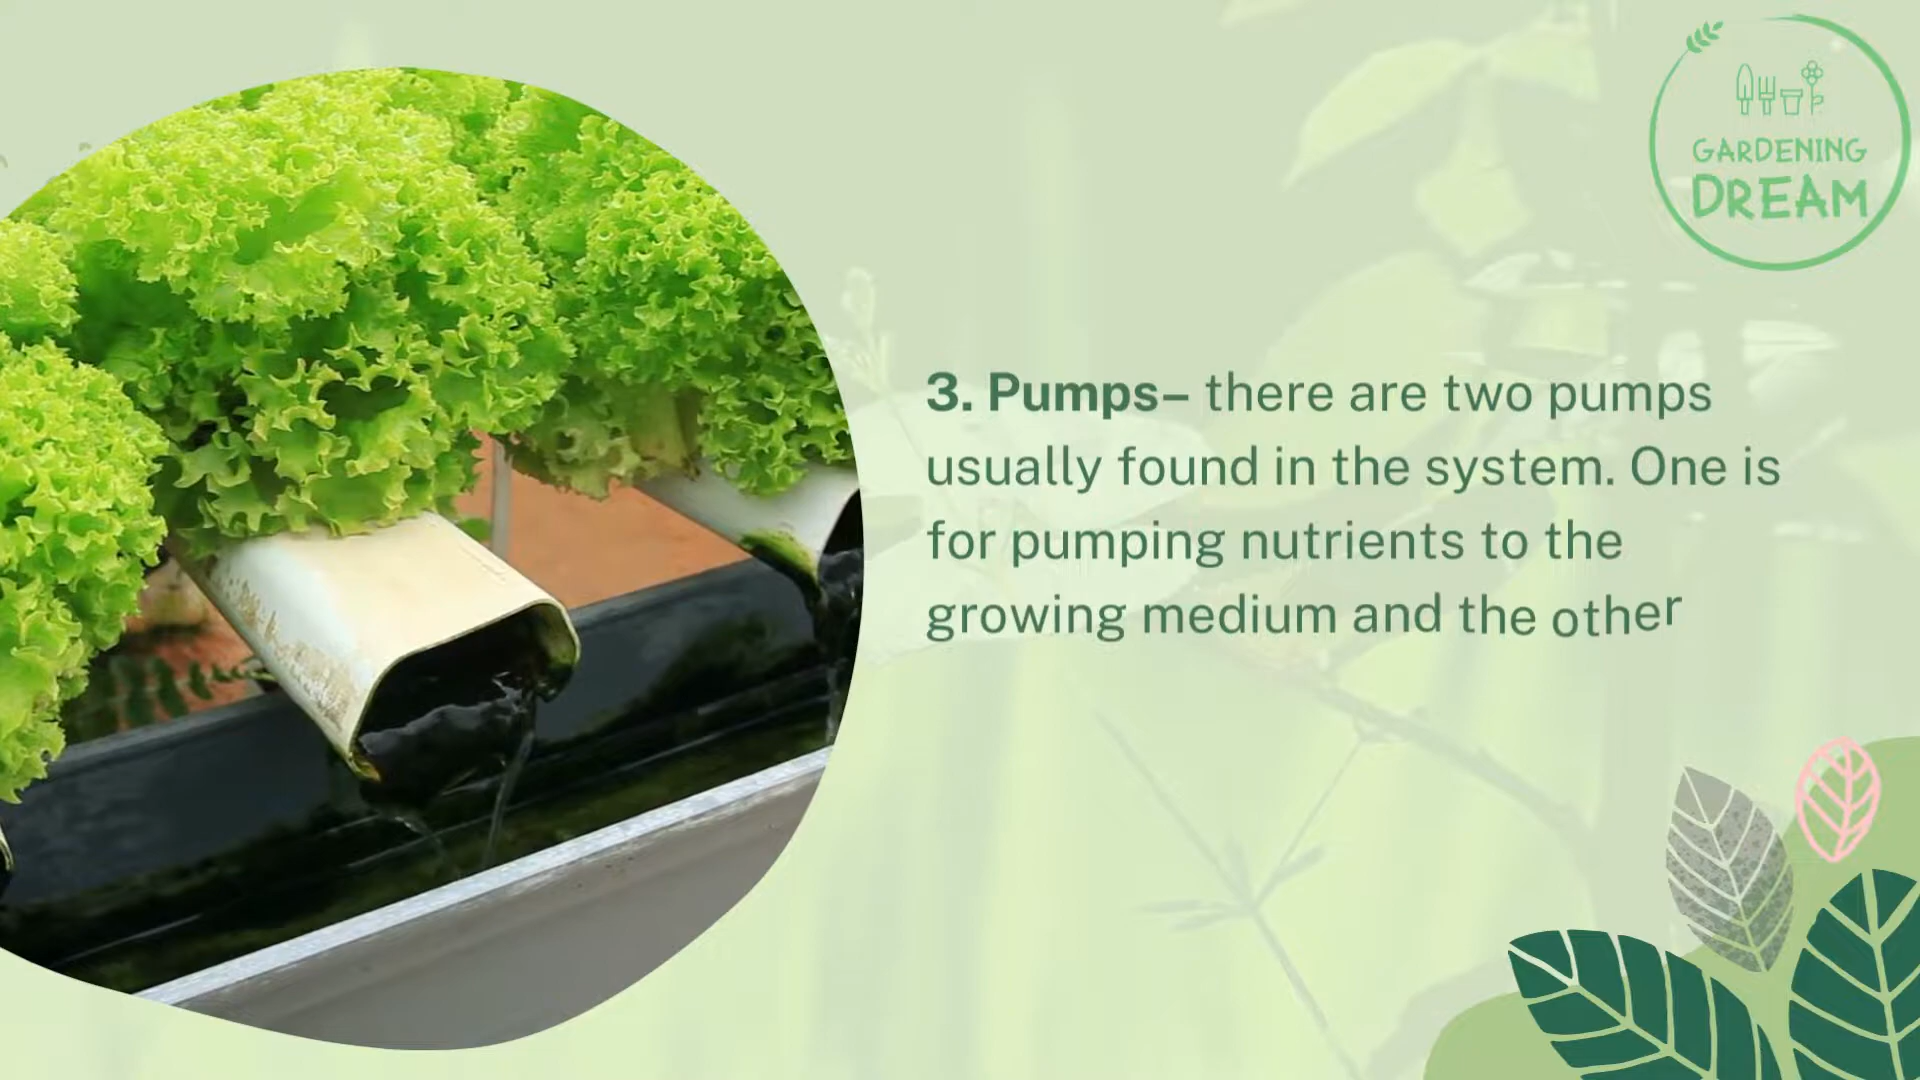 GARDENING
DREAM
3. Pumps– there are two pumps
usually found in the system. One is
for pumping nutrients to the
growing medium and the other